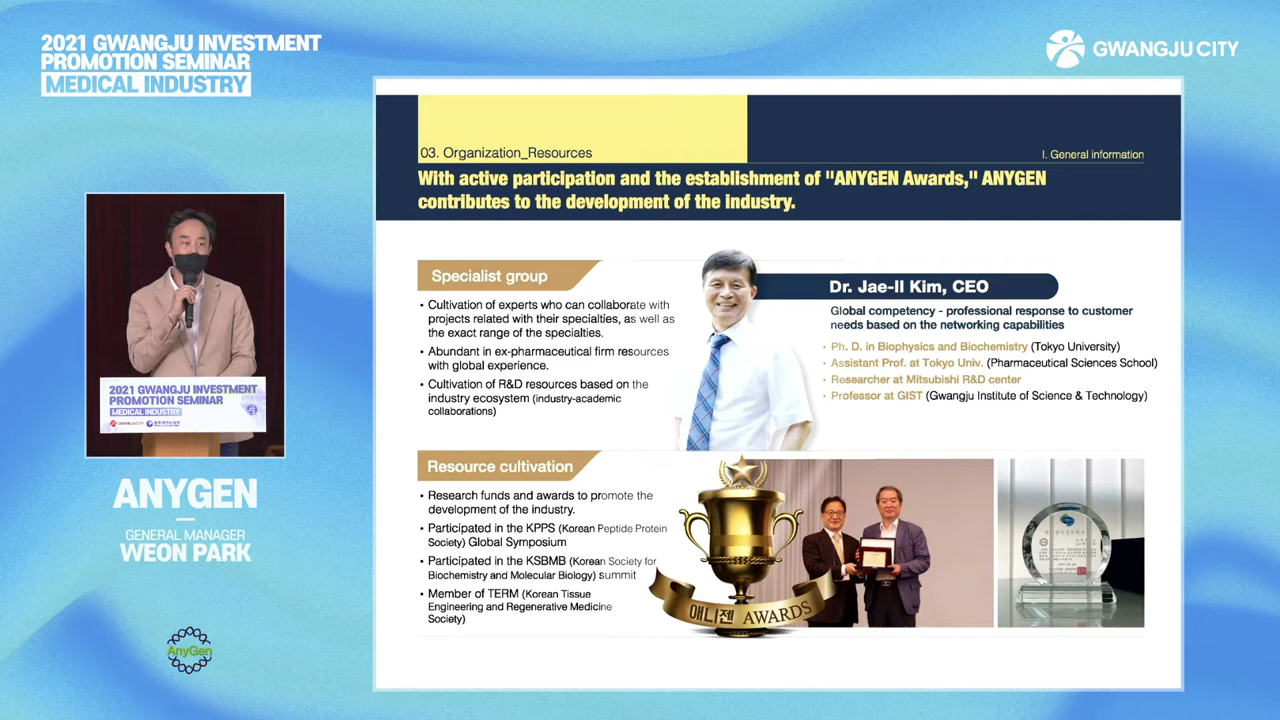 2021 GWANGJU INVESTMENT
PROMOTION SEMINAR
MEDICAL INDUSTRY
GWANGJU CITY
03. Organization_Resources
I. General information
With active participation and the establishment of "ANYGEN Awards," ANYGEN
contributes to the development of the industry.
Specialist group
• Cultivation of experts who can collaborate with
projects related with their specialties, as well as
the exact range of the specialties.
• Abundant in ex-pharmaceutical firm resources
with global experience.
• Cultivation of R&D resources based on the
industry ecosystem (industry-academic
collaborations)
Dr. Jae-Il Kim, CEO
Global competency - professional response to customer
needs based on the networking capabilities
• Ph. D. in Biophysics and Biochemistry (Tokyo University)
• Assistant Prof. at Tokyo Univ. (Pharmaceutical Sciences School)
• Researcher at Mitsubishi R&D center
• Professor at GIST (Gwangju Institute of Science & Technology)
Resource cultivation
• Research funds and awards to promote the
development of the industry.
• Participated in the KPPS (Korean Peptide Protein
Society) Global Symposium
• Participated in the KSBMB (Korean Society for
Biochemistry and Molecular Biology) summit
• Member of TERM (Korean Tissue
Engineering and Regenerative Medicine
Society)
애니젠 AWARDS
2021 GWANGJU INVESTMENT
PROMOTION SEMINAR
MEDICAL INDUSTRY
GWANGJU CITY
ANYGEN
GENERAL MANAGER
WEON PARK
AnyGen